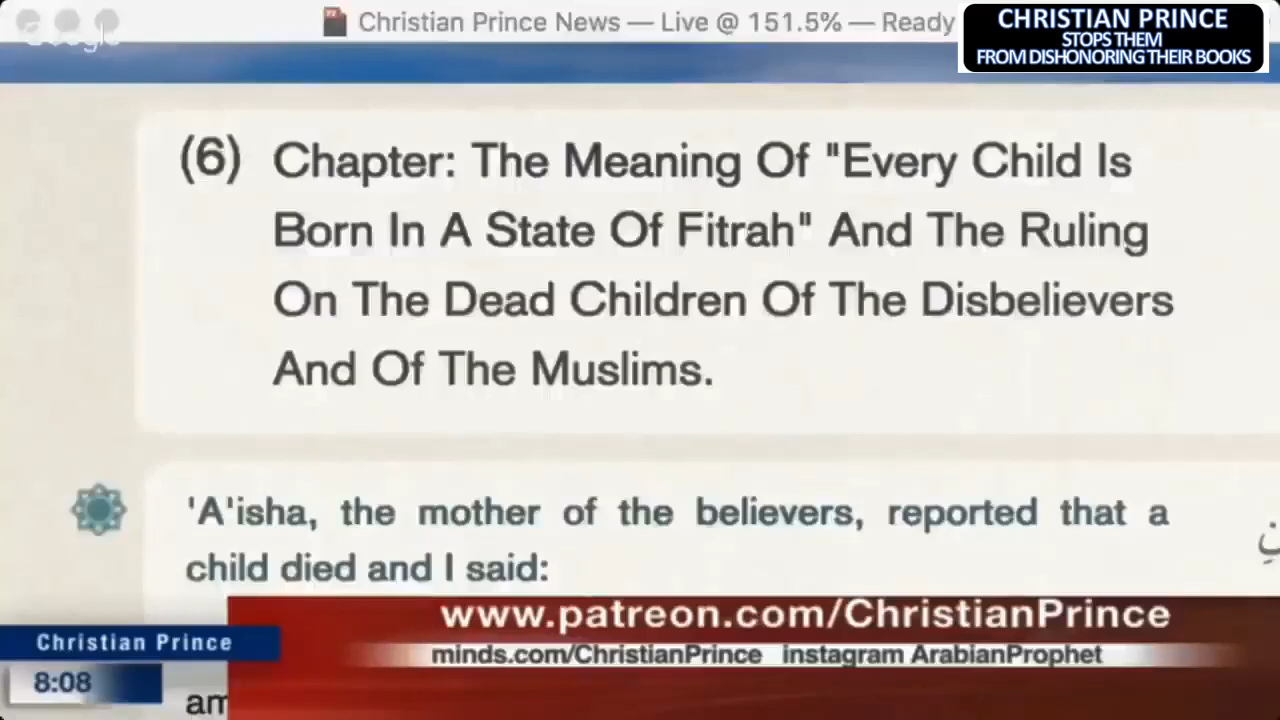 Christian Prince News — Live @ 151.5% — Ready
Google
CHRISTIAN PRINCE
STOPS THEM
FROM DISHONORING THEIR BOOKS
(6) Chapter: The Meaning Of "Every Child Is
Born In A State Of Fitrah" And The Ruling
On The Dead Children Of The Disbelievers
And Of The Muslims.
'A'isha, the mother of the believers, reported that a
child died and I said:
www.patreon.com/ChristianPrince
Christian Prince
minds.com/ChristianPrince instagram ArabianProphet
8:08
am